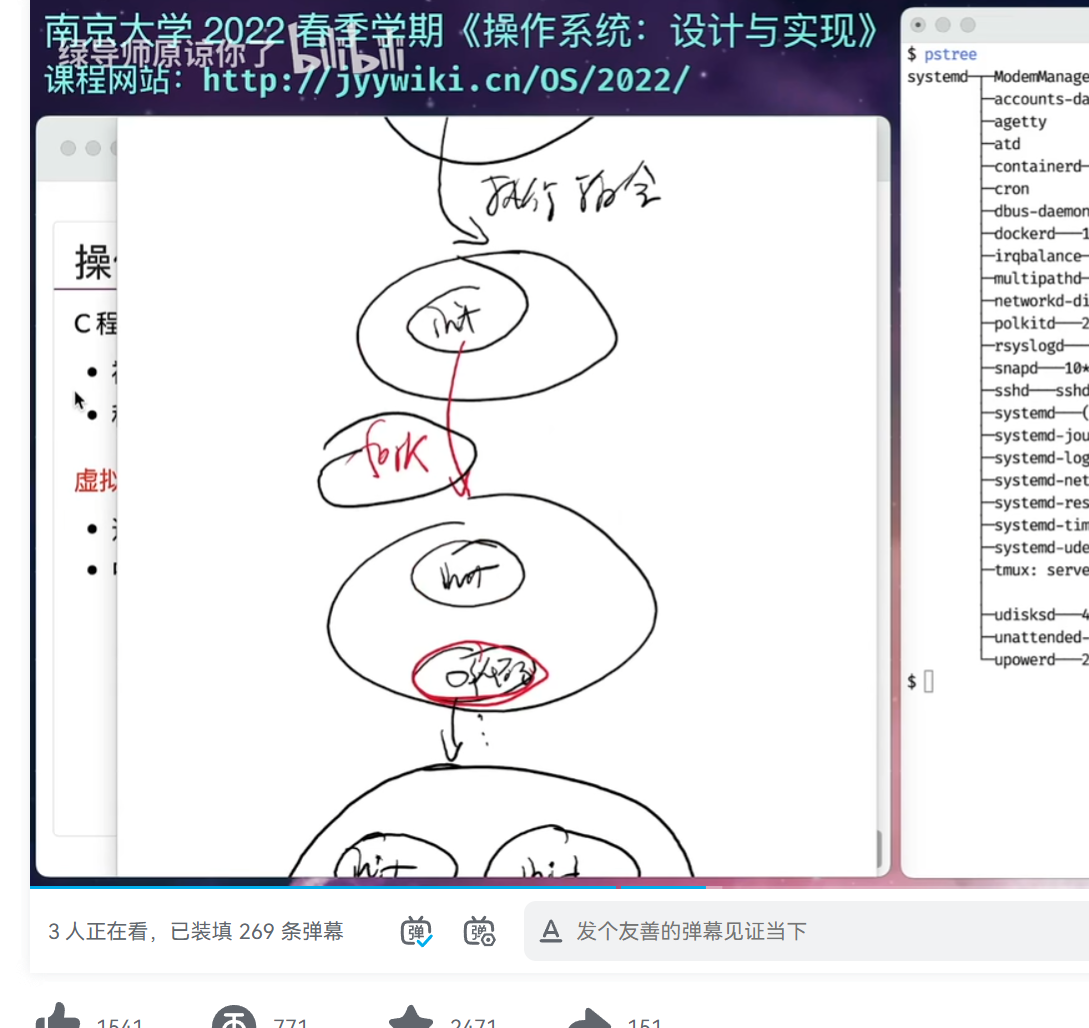 南京大学 2022 春季学期《操作系统：设计与实现》
绿导师原谅你了 bilibili
课程网站：http://jyywiki.cn/OS/2022/
操
C 程
虚拟
执行指令
init
fork
init
init
init
$ pstree
systemd─┬─ModemManage
├─accounts-da
├─agetty
├─atd
├─containerd─
├─cron
├─dbus-daemon
├─dockerd───1
├─irqbalance─
├─multipathd─
├─networkd-di
├─polkitd───2
├─rsyslogd───
├─snapd───10*
├─sshd───sshd
├─systemd───(
├─systemd-jou
├─systemd-log
├─systemd-net
├─systemd-res
├─systemd-tim
├─systemd-ude
├─tmux: serve
├─udisksd───4
├─unattended-
└─upowerd───2
$
3 人正在看，已装填 269 条弹幕
弹
弹
A
发个友善的弹幕见证当下
1541
771
2471
151